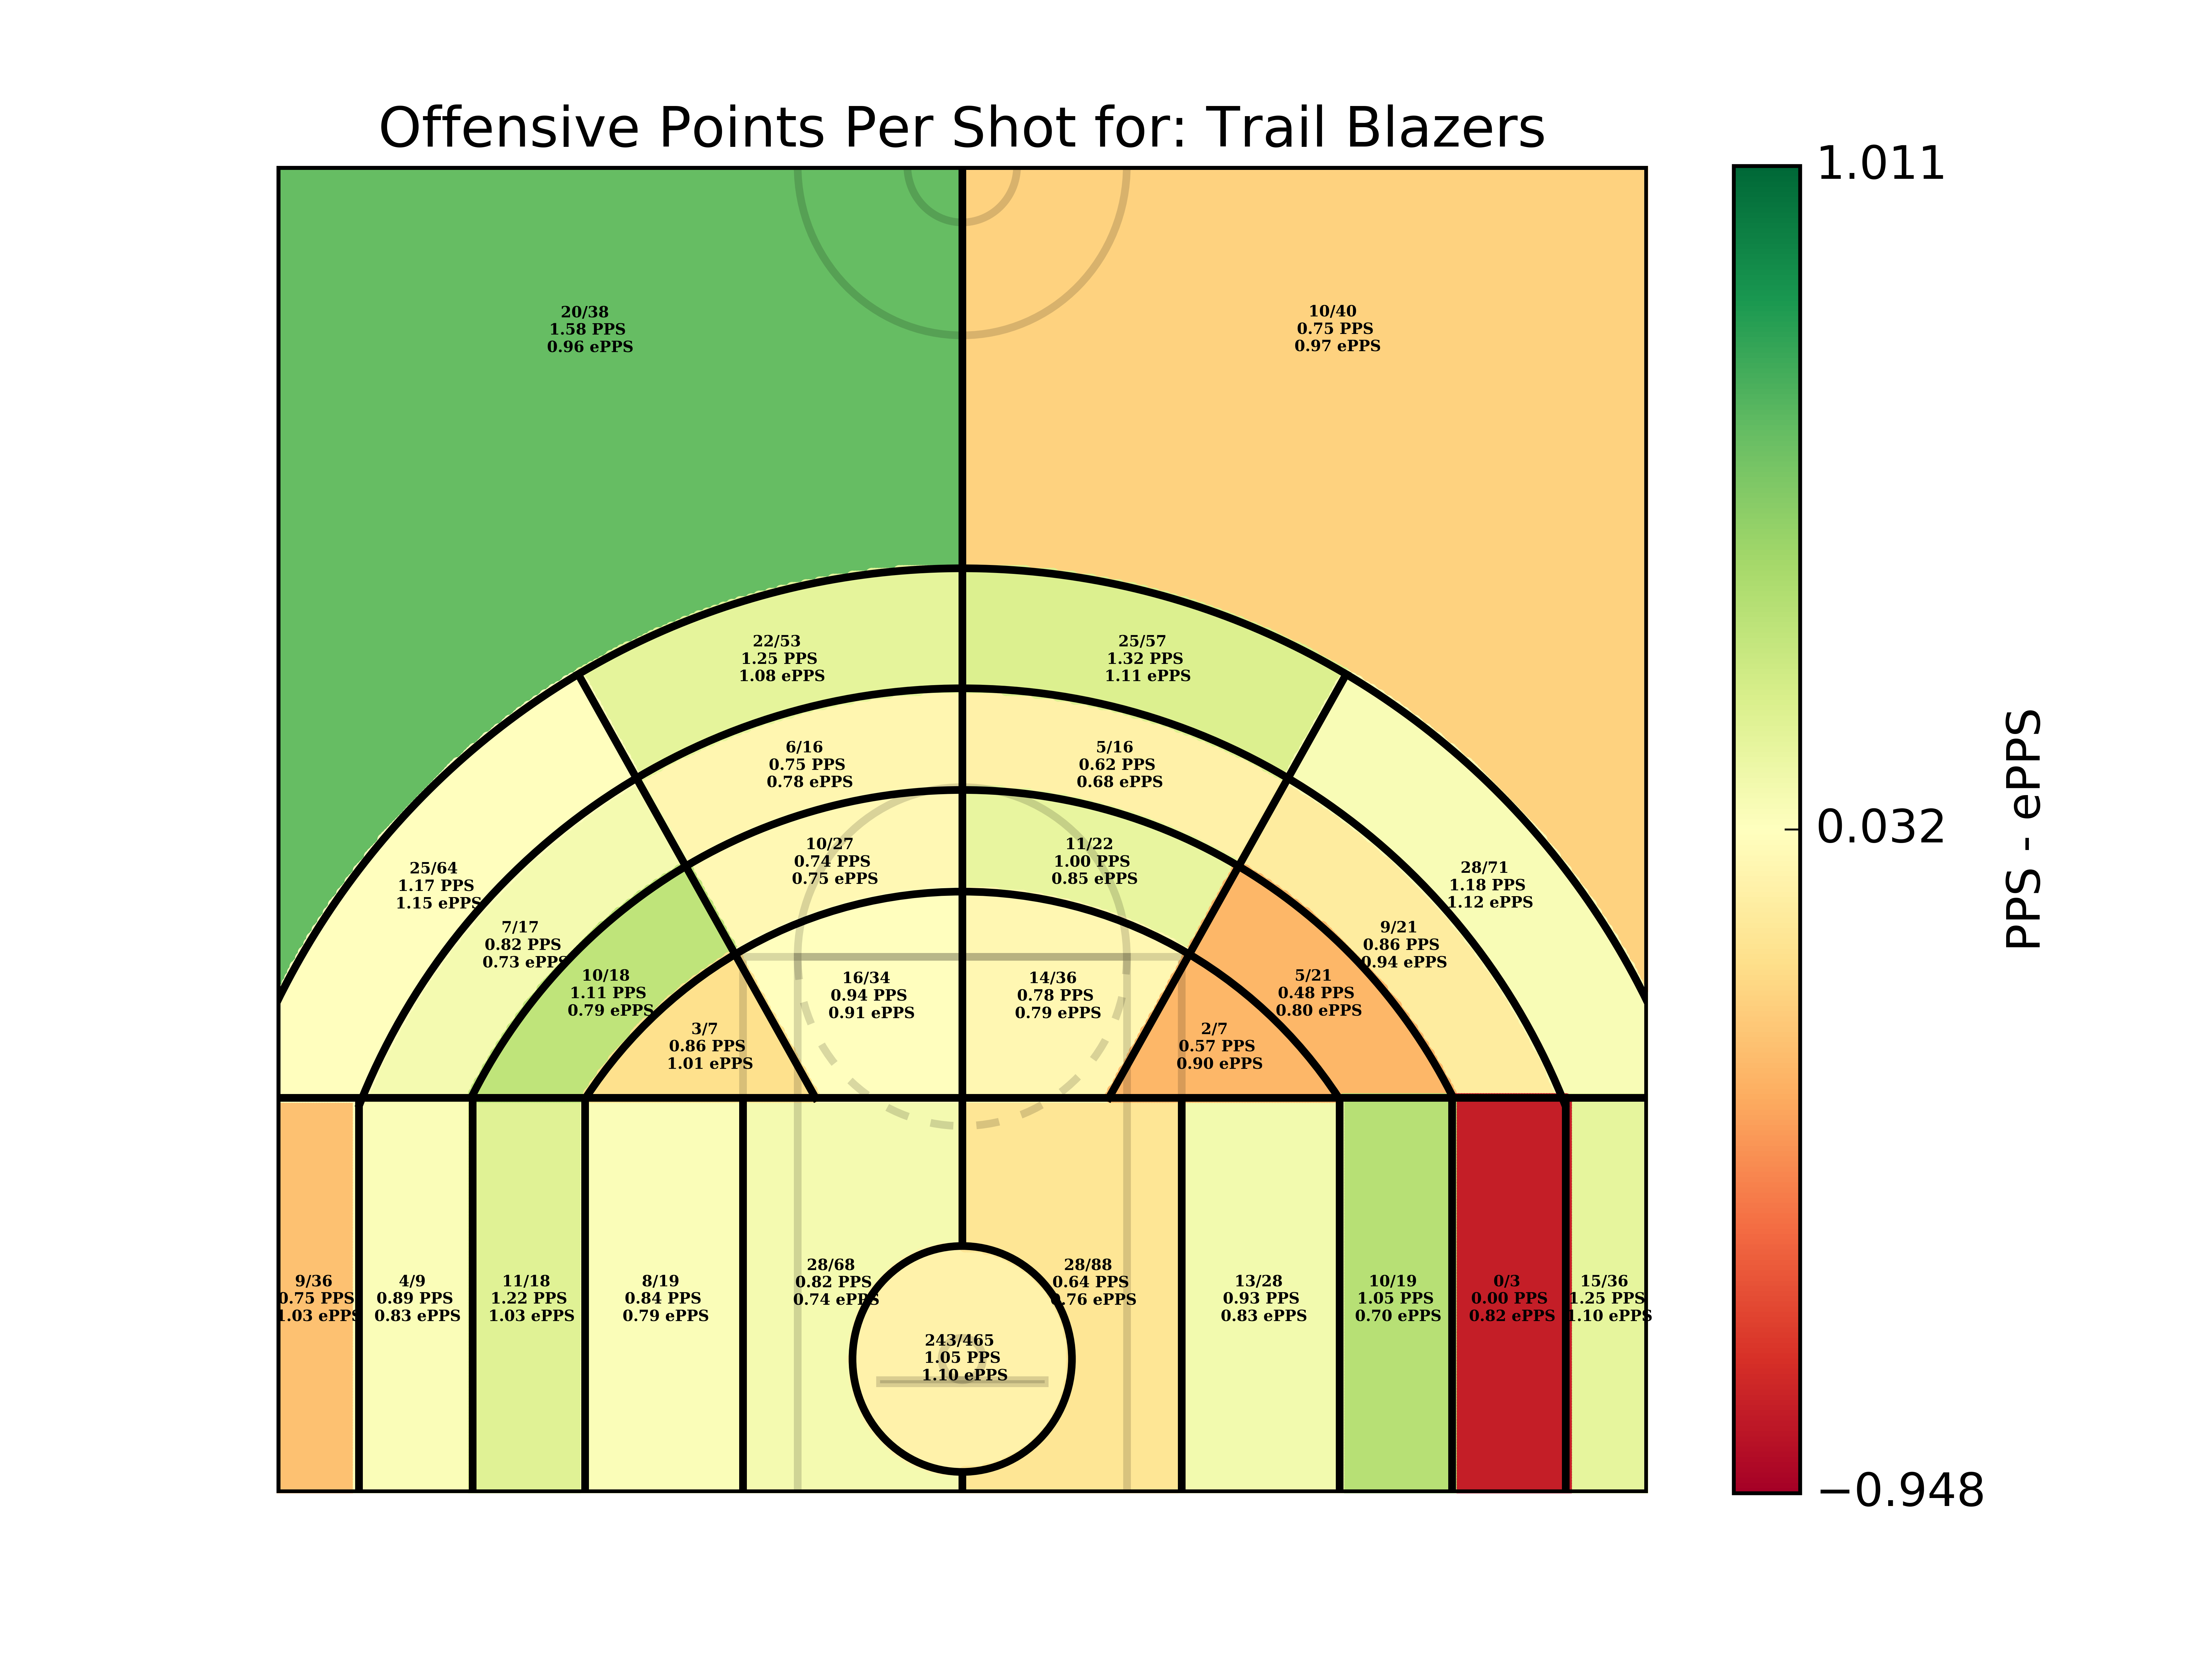 Offensive Points Per Shot for: Trail Blazers
20/38
1.58 PPS
0.96 ePPS
10/40
0.75 PPS
0.97 ePPS
22/53
1.25 PPS
1.08 ePPS
25/57
1.32 PPS
1.11 ePPS
6/16
0.75 PPS
0.78 ePPS
5/16
0.62 PPS
0.68 ePPS
10/27
0.74 PPS
0.75 ePPS
11/22
1.00 PPS
0.85 ePPS
25/64
1.17 PPS
1.15 ePPS
28/71
1.18 PPS
1.12 ePPS
7/17
0.82 PPS
0.73 ePPS
9/21
0.86 PPS
0.94 ePPS
10/18
1.11 PPS
0.79 ePPS
16/34
0.94 PPS
0.91 ePPS
14/36
0.78 PPS
0.79 ePPS
5/21
0.48 PPS
0.80 ePPS
3/7
0.86 PPS
1.01 ePPS
2/7
0.57 PPS
0.90 ePPS
9/36
0.75 PPS
1.03 ePPS
4/9
0.89 PPS
0.83 ePPS
11/18
1.22 PPS
1.03 ePPS
8/19
0.84 PPS
0.79 ePPS
28/68
0.82 PPS
0.74 ePPS
28/88
0.64 PPS
0.76 ePPS
13/28
0.93 PPS
0.83 ePPS
10/19
1.05 PPS
0.70 ePPS
0/3
0.00 PPS
0.82 ePPS
15/36
1.25 PPS
1.10 ePPS
243/465
1.05 PPS
1.10 ePPS
1.011
0.032
−0.948
PPS - ePPS